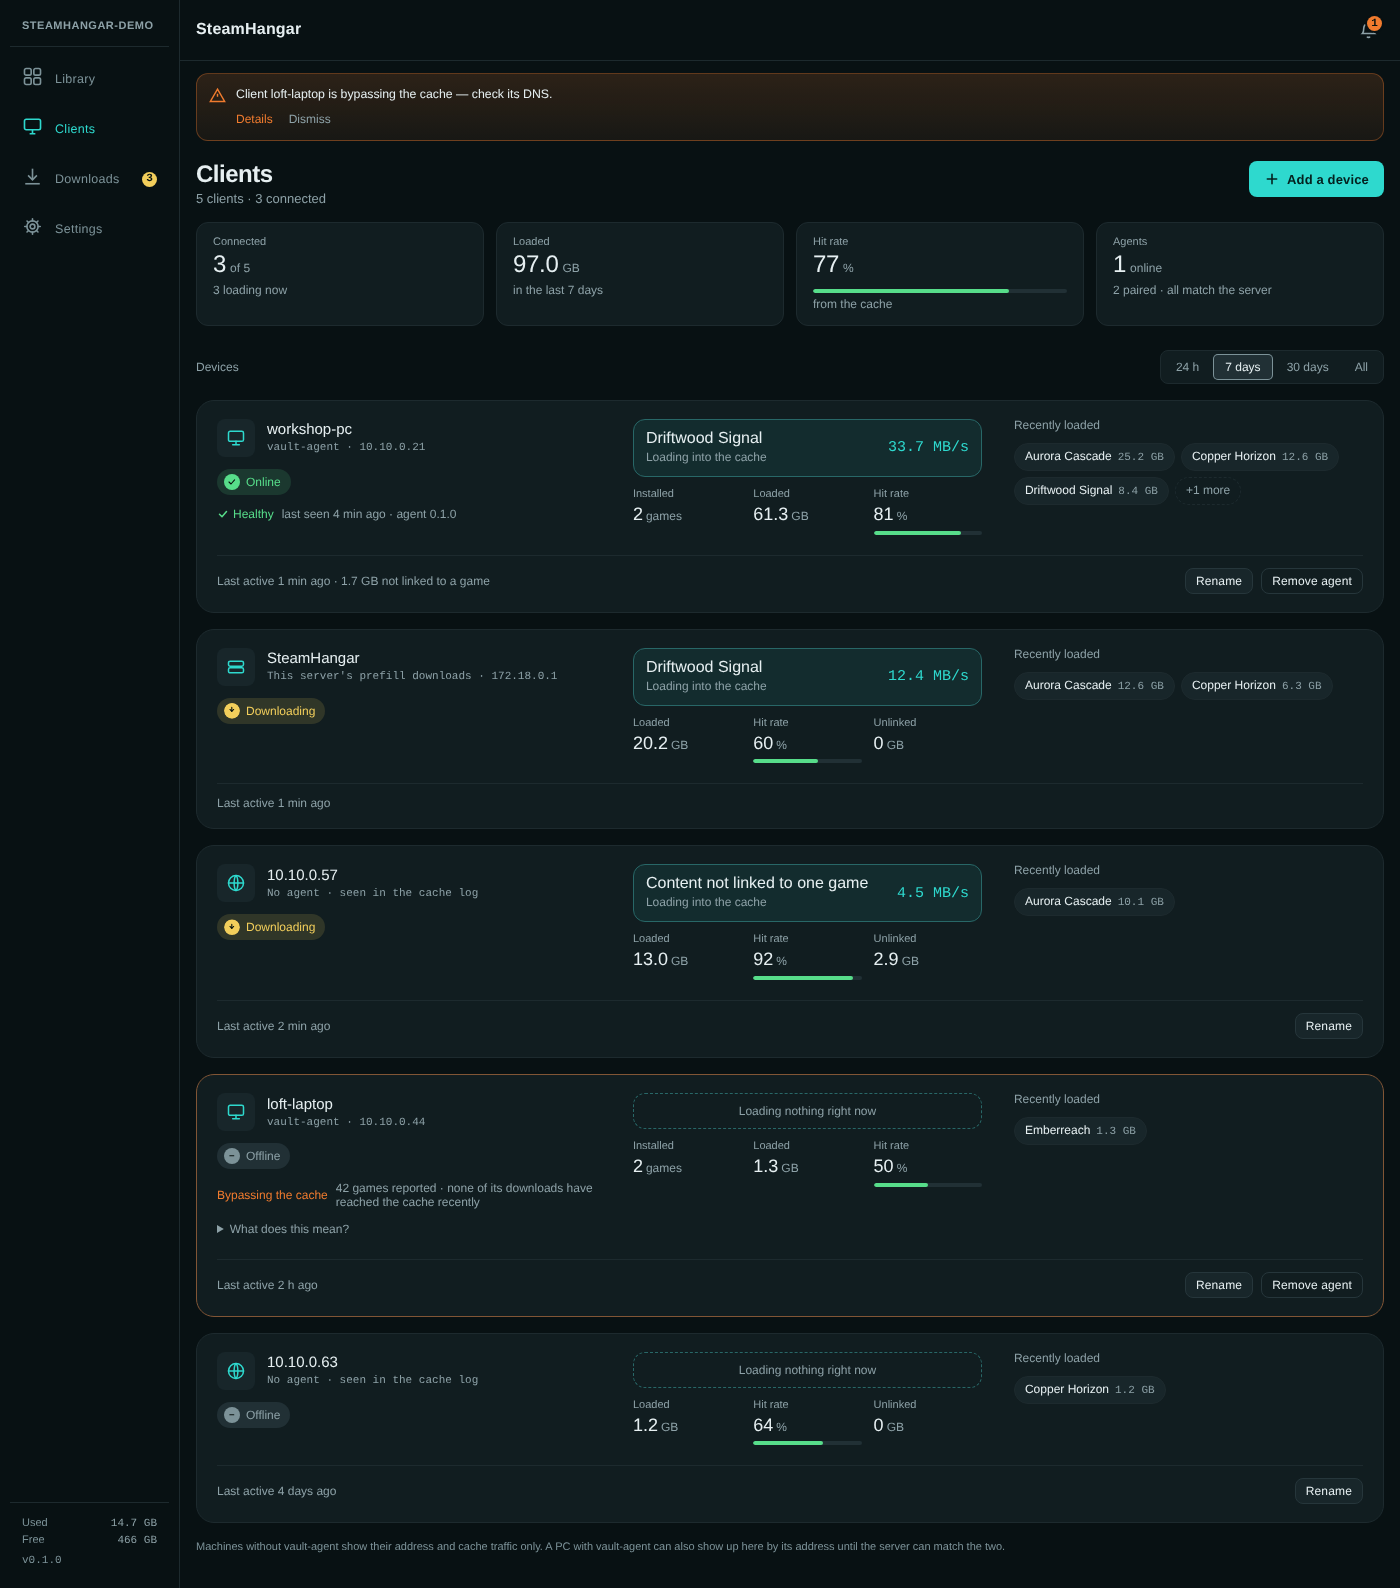 STEAMHANGAR-DEMO
Library
Clients
Downloads 3
Settings
Used 14.7 GB
Free 466 GB
v0.1.0
SteamHangar
1
Client loft-laptop is bypassing the cache — check its DNS.
Details Dismiss
Clients
5 clients · 3 connected
+ Add a device
Connected
3 of 5
3 loading now
Loaded
97.0 GB
in the last 7 days
Hit rate
77 %
from the cache
Agents
1 online
2 paired · all match the server
Devices
24 h 7 days 30 days All
workshop-pc
vault-agent · 10.10.0.21
Online
Healthy last seen 4 min ago · agent 0.1.0
Driftwood Signal
Loading into the cache
33.7 MB/s
Installed Loaded Hit rate
2 games 61.3 GB 81 %
Recently loaded
Aurora Cascade 25.2 GB Copper Horizon 12.6 GB
Driftwood Signal 8.4 GB +1 more
Last active 1 min ago · 1.7 GB not linked to a game
Rename Remove agent
SteamHangar
This server's prefill downloads · 172.18.0.1
Downloading
Driftwood Signal
Loading into the cache
12.4 MB/s
Loaded Hit rate Unlinked
20.2 GB 60 % 0 GB
Recently loaded
Aurora Cascade 12.6 GB Copper Horizon 6.3 GB
Last active 1 min ago
10.10.0.57
No agent · seen in the cache log
Downloading
Content not linked to one game
Loading into the cache
4.5 MB/s
Loaded Hit rate Unlinked
13.0 GB 92 % 2.9 GB
Recently loaded
Aurora Cascade 10.1 GB
Last active 2 min ago
Rename
loft-laptop
vault-agent · 10.10.0.44
Offline
Bypassing the cache 42 games reported · none of its downloads have
reached the cache recently
What does this mean?
Loading nothing right now
Installed Loaded Hit rate
2 games 1.3 GB 50 %
Recently loaded
Emberreach 1.3 GB
Last active 2 h ago
Rename Remove agent
10.10.0.63
No agent · seen in the cache log
Offline
Loading nothing right now
Loaded Hit rate Unlinked
1.2 GB 64 % 0 GB
Recently loaded
Copper Horizon 1.2 GB
Last active 4 days ago
Rename
Machines without vault-agent show their address and cache traffic only. A PC with vault-agent can also show up here by its address until the server can match the two.